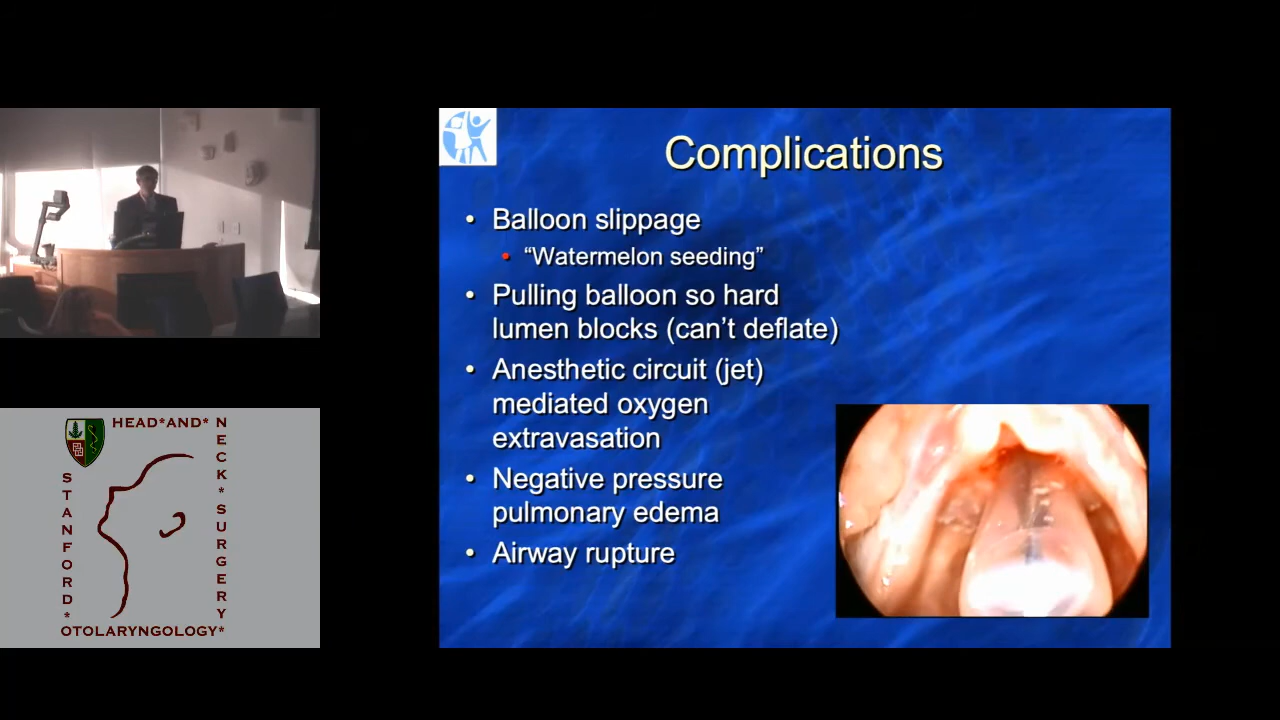 Complications
• Balloon slippage
• “Watermelon seeding”
• Pulling balloon so hard
lumen blocks (can’t deflate)
• Anesthetic circuit (jet)
mediated oxygen
extravasation
• Negative pressure
pulmonary edema
• Airway rupture
HEAD*AND*
NECK*SURGERY*
STANFORD*
OTOLARYNGOLOGY*